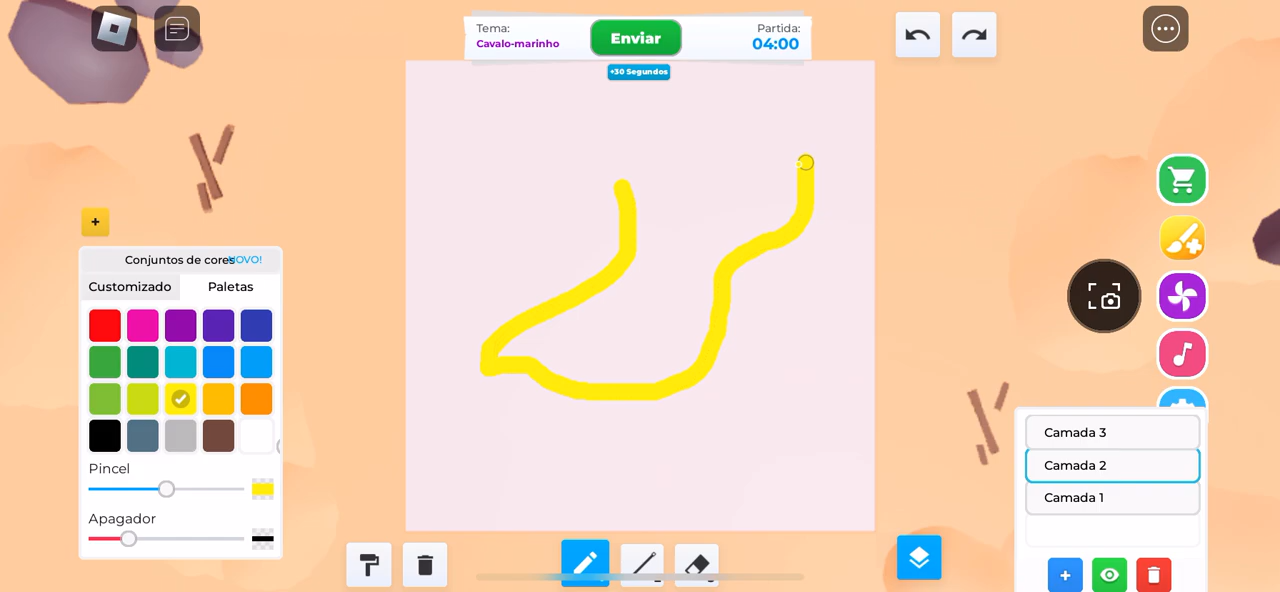 Tema:
Cavalo-marinho
Enviar
Partida:
04:00
+30 Segundos
+
Conjuntos de cores
NOVO!
Customizado
Paletas
Pincel
Apagador
Camada 3
Camada 2
Camada 1
+